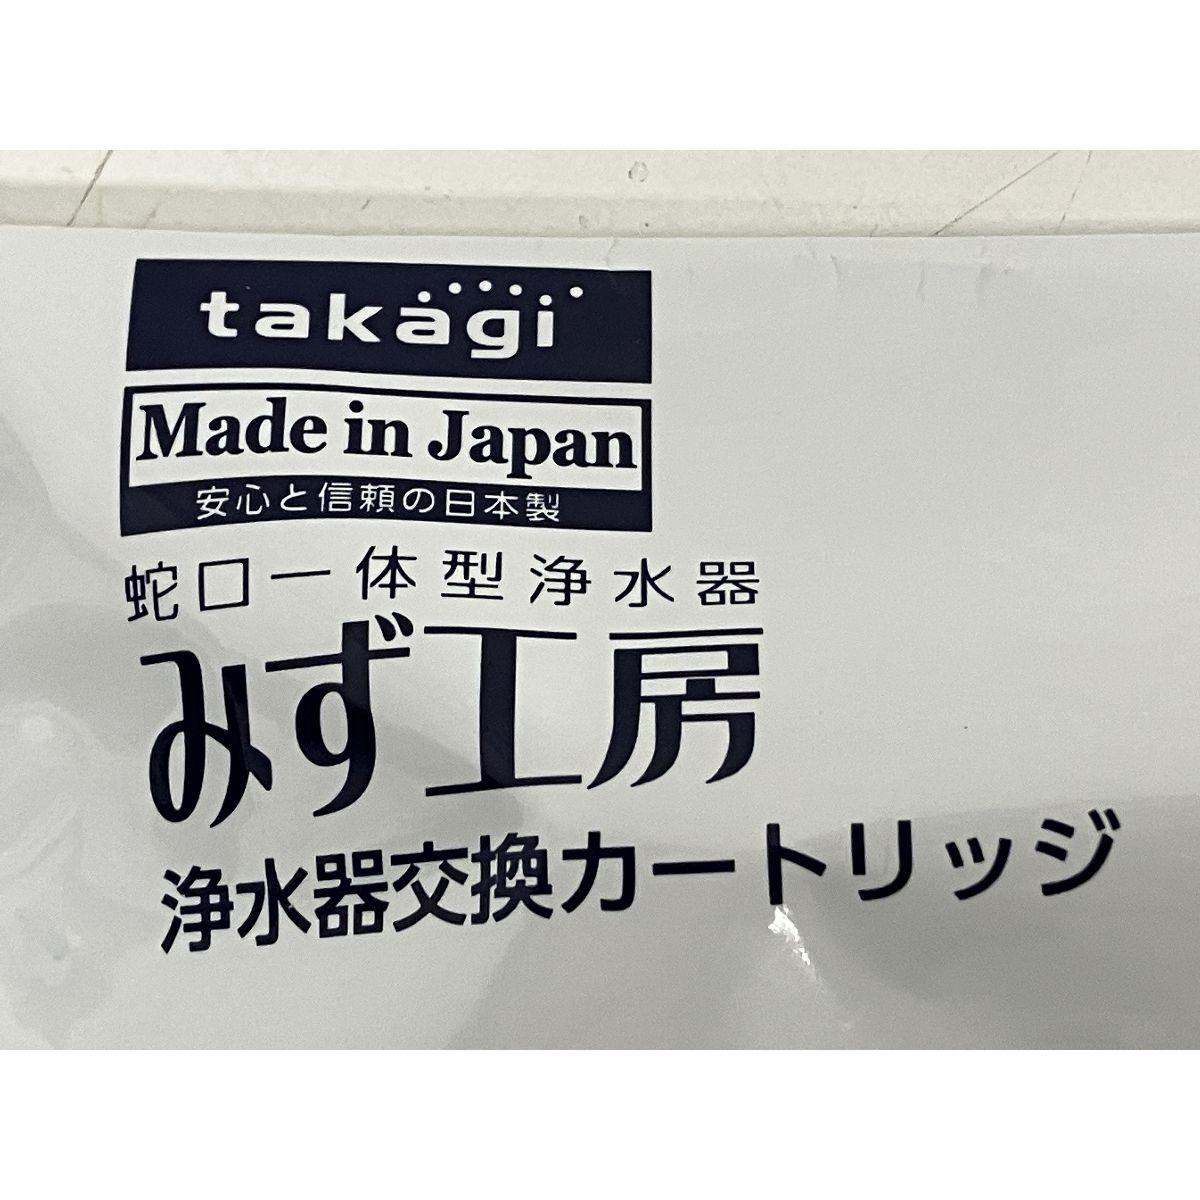 takagi
Made in Japan
安心と信頼の日本製
蛇口一体型浄水器
みず工房
浄水器交換カートリッジ